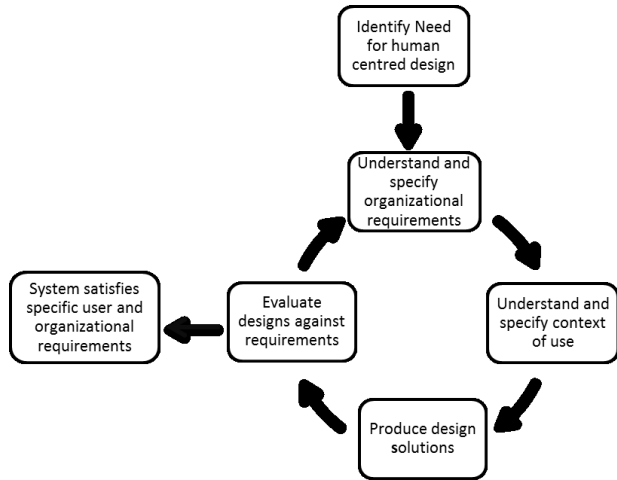 Identify Need
for human
centred design
Understand and
specify
organizational
requirements
Understand and
specify context
of use
Produce design
solutions
Evaluate
designs against
requirements
System satisfies
specific user and
organizational
requirements